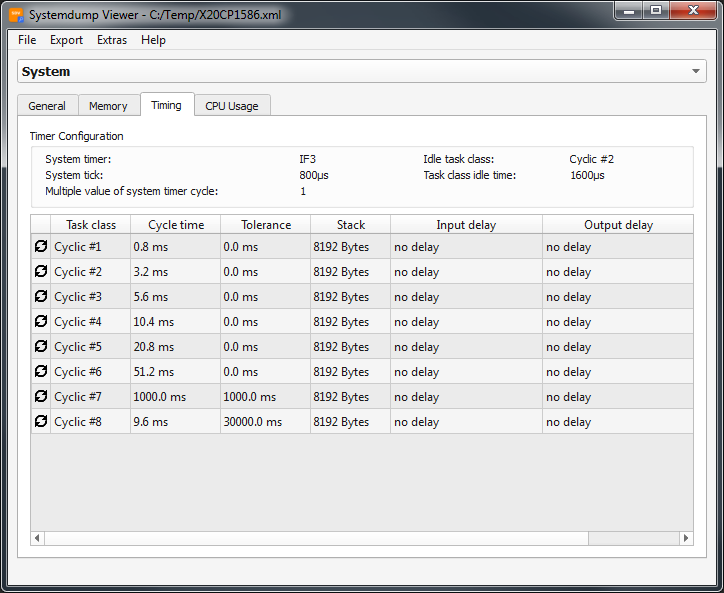 Systemdump Viewer - C:/Temp/X20CP1586.xml
File Export Extras Help
System
General Memory Timing CPU Usage
Timer Configuration
System timer: IF3 Idle task class: Cyclic #2
System tick: 800µs Task class idle time: 1600µs
Multiple value of system timer cycle: 1
Task class Cycle time Tolerance Stack Input delay Output delay
Cyclic #1 0.8 ms 0.0 ms 8192 Bytes no delay no delay
Cyclic #2 3.2 ms 0.0 ms 8192 Bytes no delay no delay
Cyclic #3 5.6 ms 0.0 ms 8192 Bytes no delay no delay
Cyclic #4 10.4 ms 0.0 ms 8192 Bytes no delay no delay
Cyclic #5 20.8 ms 0.0 ms 8192 Bytes no delay no delay
Cyclic #6 51.2 ms 0.0 ms 8192 Bytes no delay no delay
Cyclic #7 1000.0 ms 1000.0 ms 8192 Bytes no delay no delay
Cyclic #8 9.6 ms 30000.0 ms 8192 Bytes no delay no delay